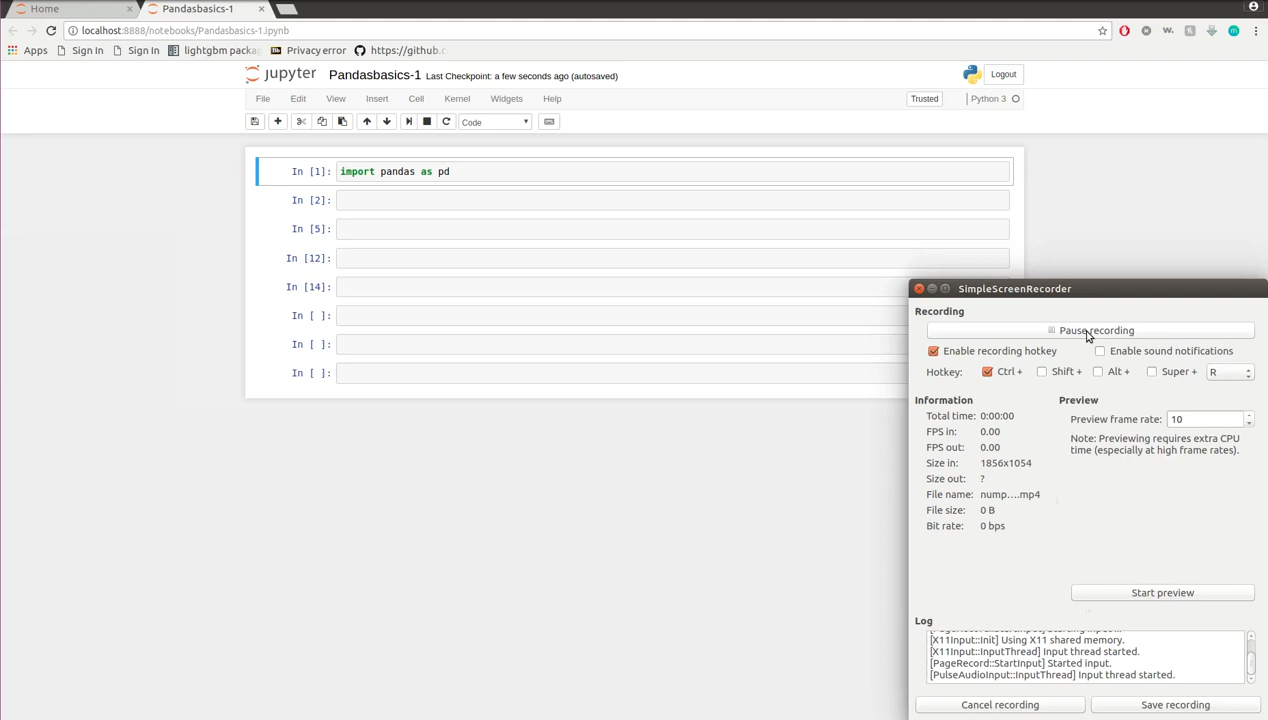 Home
Pandasbasics-1
localhost:8888/notebooks/Pandasbasics-1.ipynb
Apps Sign In Sign In lightgbm packa Privacy error https://github.c
jupyter Pandasbasics-1 Last Checkpoint: a few seconds ago (autosaved) Logout
File Edit View Insert Cell Kernel Widgets Help Trusted Python 3
Code
In [1]: import pandas as pd
In [2]:
In [5]:
In [12]:
In [14]:
In [ ]:
In [ ]:
In [ ]:
SimpleScreenRecorder
Recording
Pause recording
Enable recording hotkey Enable sound notifications
Hotkey: Ctrl + Shift + Alt + Super + R
Information
Total time: 0:00:00
FPS in: 0.00
FPS out: 0.00
Size in: 1856x1054
Size out: ?
File name: nump....mp4
File size: 0 B
Bit rate: 0 bps
Preview
Preview frame rate: 10
Note: Previewing requires extra CPU
time (especially at high frame rates).
Start preview
Log
[X11Input::Init] Using X11 shared memory.
[X11Input::InputThread] Input thread started.
[PageRecord::StartInput] Started input.
[PulseAudioInput::InputThread] Input thread started.
Cancel recording Save recording